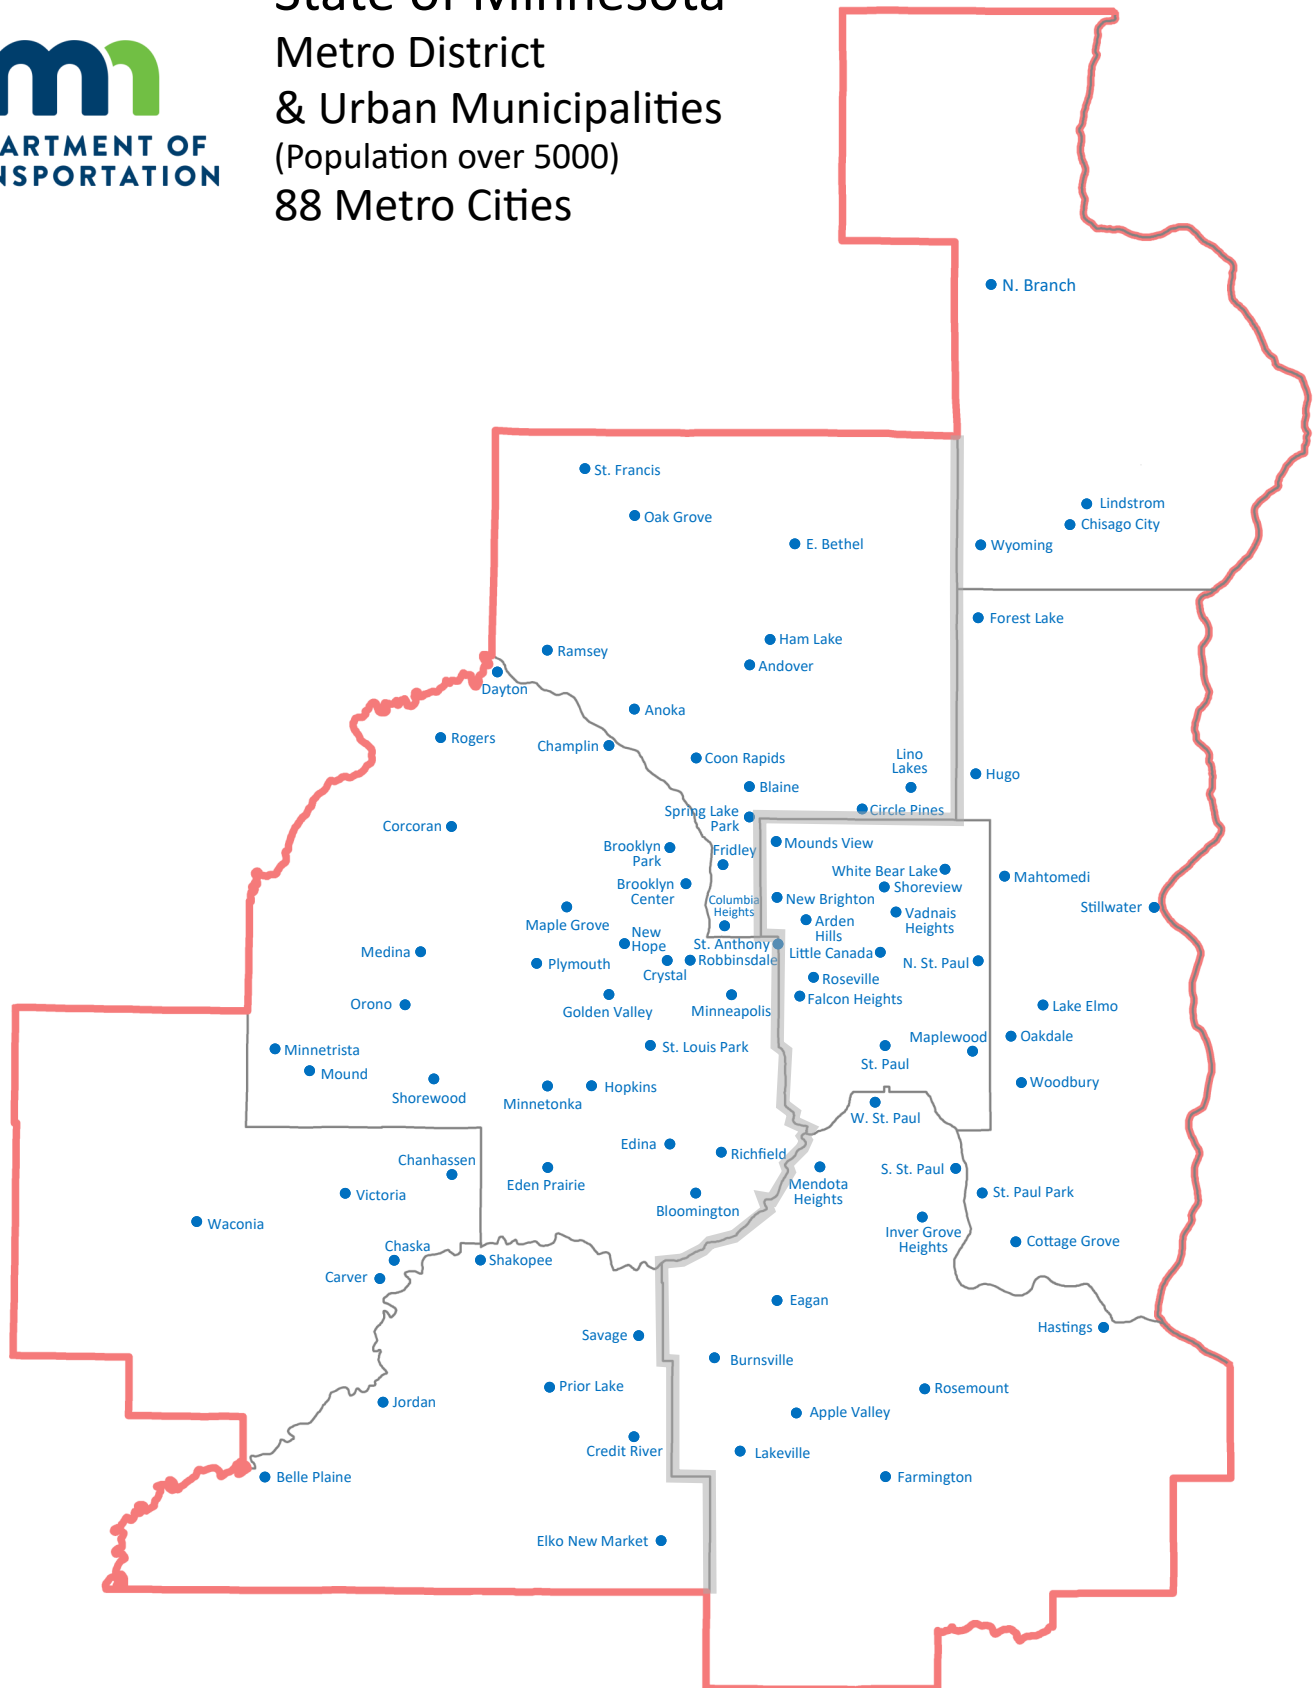 State of Minnesota
Metro District
& Urban Municipalities
(Population over 5000)
88 Metro Cities
mn
ARTMENT OF
NSPORTATION
N. Branch
St. Francis
Lindstrom
Oak Grove
Chisago City
E. Bethel
Wyoming
Forest Lake
Ham Lake
Ramsey
Andover
Dayton
Anoka
Rogers
Champlin
Coon Rapids
Lino
Lakes
Hugo
Blaine
Circle Pines
Spring Lake
Park
Corcoran
Mounds View
Brooklyn
Park
Fridley
White Bear Lake
Mahtomedi
Brooklyn
Center
Shoreview
New Brighton
Columbia
Heights
Stillwater
Maple Grove
Vadnais
Heights
Arden
Hills
New
Hope
St. Anthony
Medina
Little Canada
Robbinsdale
N. St. Paul
Plymouth
Crystal
Roseville
Falcon Heights
Orono
Golden Valley
Minneapolis
Lake Elmo
Maplewood
Oakdale
St. Louis Park
Minnetrista
St. Paul
Mound
Woodbury
Hopkins
Shorewood
Minnetonka
W. St. Paul
Edina
Richfield
Chanhassen
S. St. Paul
Eden Prairie
Mendota
Heights
Victoria
St. Paul Park
Bloomington
Waconia
Inver Grove
Heights
Cottage Grove
Chaska
Shakopee
Carver
Eagan
Hastings
Savage
Burnsville
Prior Lake
Rosemount
Jordan
Apple Valley
Credit River
Lakeville
Belle Plaine
Farmington
Elko New Market